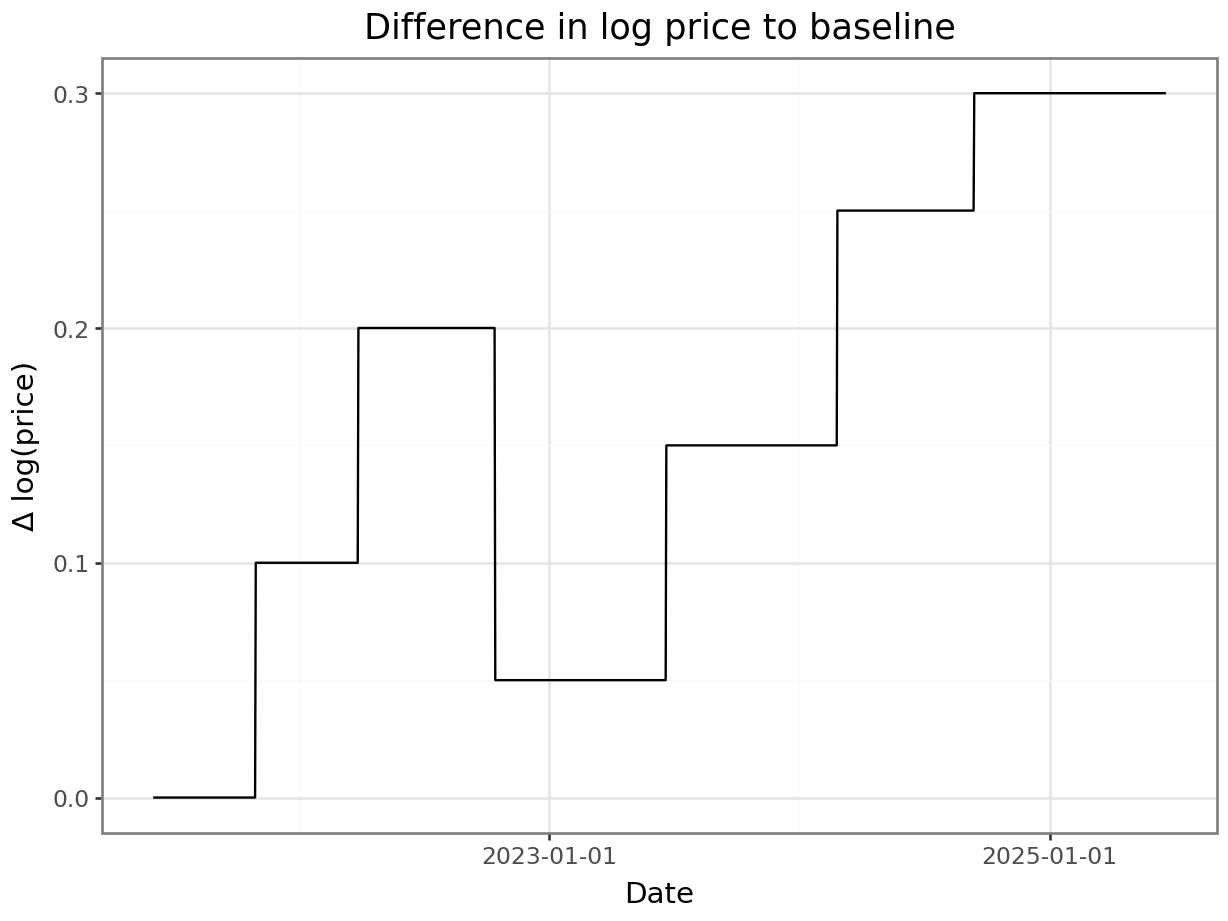 Difference in log price to baseline
Δ log(price)
0.3
0.2
0.1
0.0
2023-01-01
2025-01-01
Date